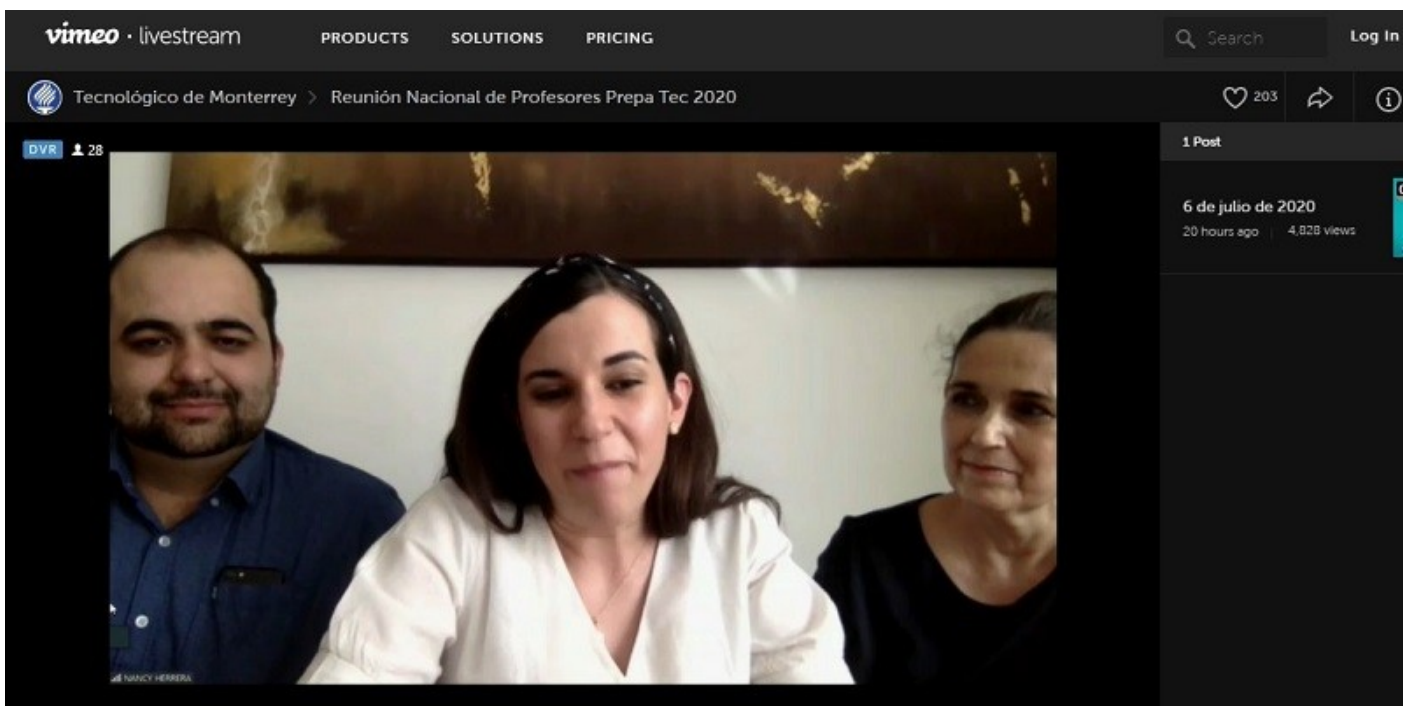 vimeo · livestream PRODUCTS SOLUTIONS PRICING Search Log In
Tecnológico de Monterrey > Reunión Nacional de Profesores Prepa Tec 2020 203
DVR 28
1 Post
6 de julio de 2020
20 hours ago | 4,828 views
NANCY HERRERA